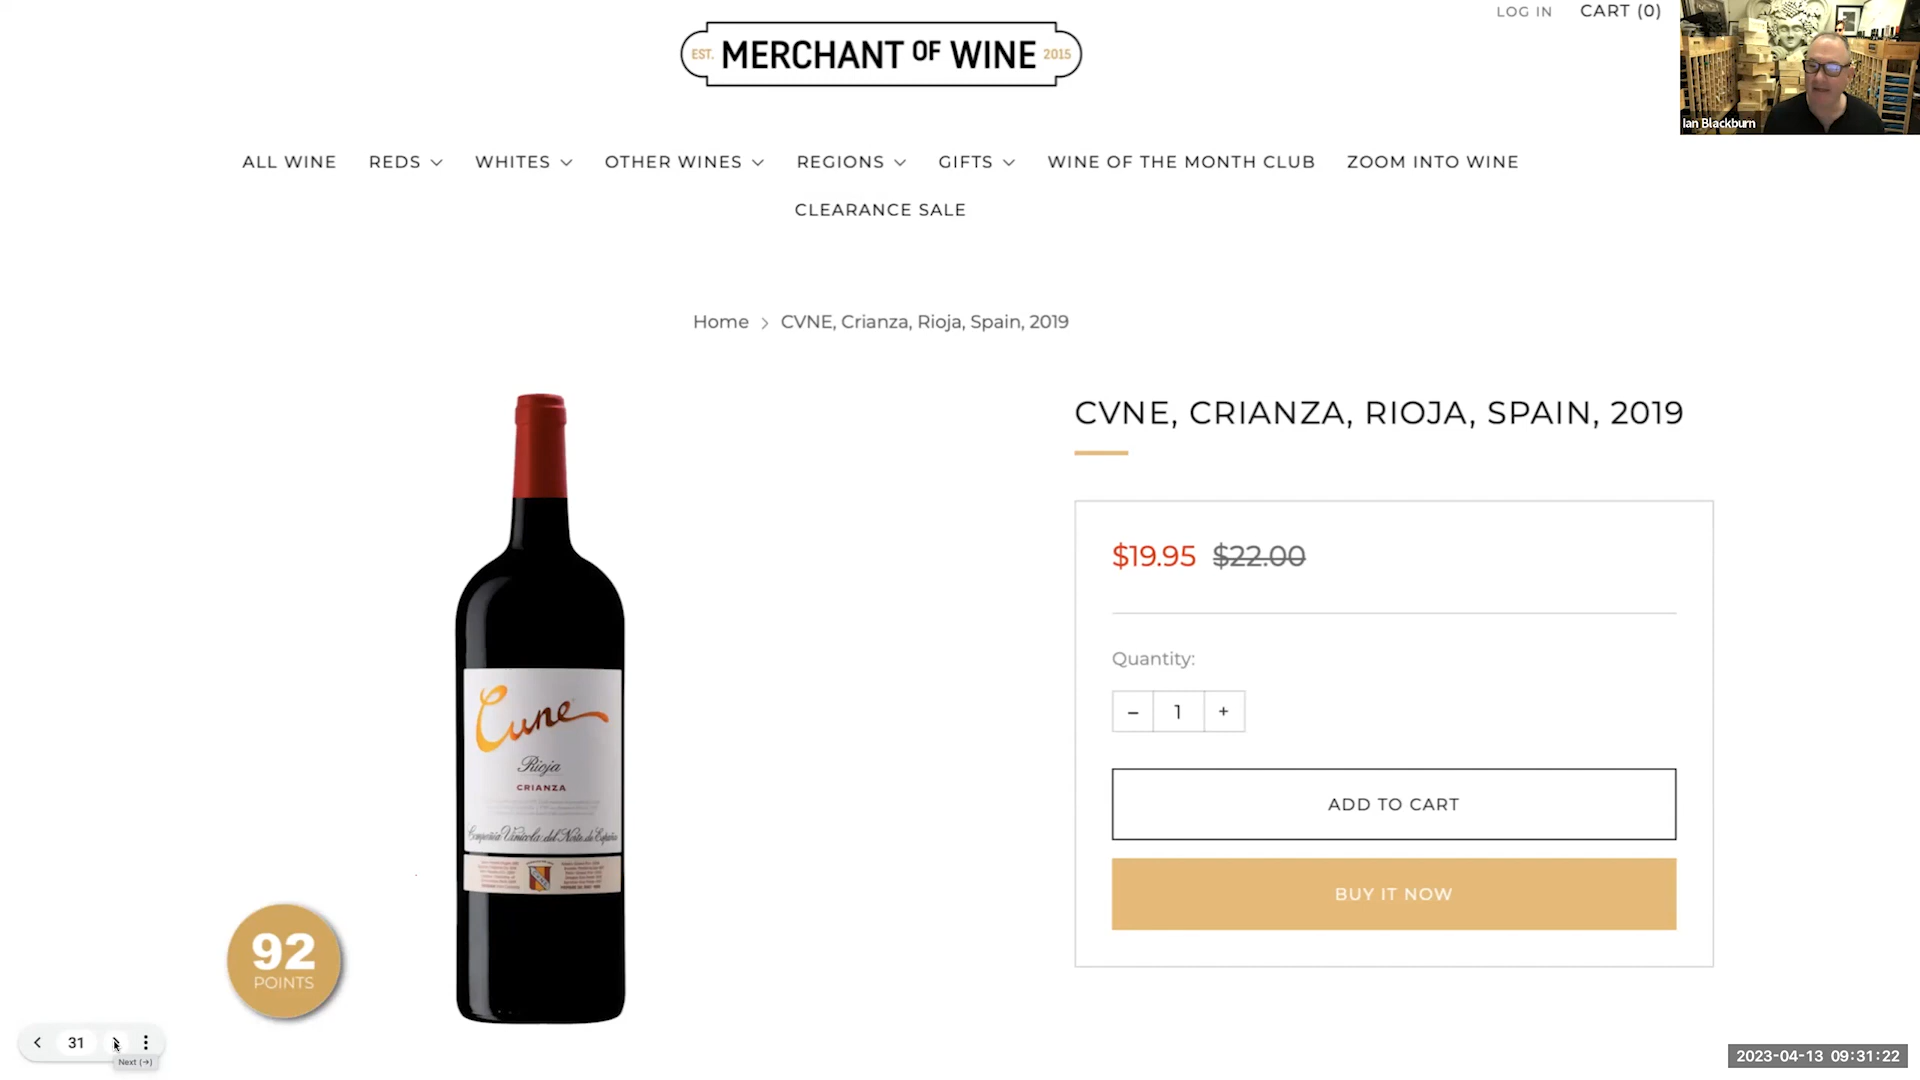 LOG IN CART (0)
EST. MERCHANT OF WINE 2015
Ian Blackburn
ALL WINE REDS WHITES OTHER WINES REGIONS GIFTS WINE OF THE MONTH CLUB ZOOM INTO WINE
CLEARANCE SALE
Home > CVNE, Crianza, Rioja, Spain, 2019
CVNE, CRIANZA, RIOJA, SPAIN, 2019
$19.95 $22.00
Quantity:
− 1 +
ADD TO CART
BUY IT NOW
Cune
Rioja
CRIANZA
Compañía Vinícola del Norte de España
92
POINTS
31
Next (→)
2023-04-13 09:31:22